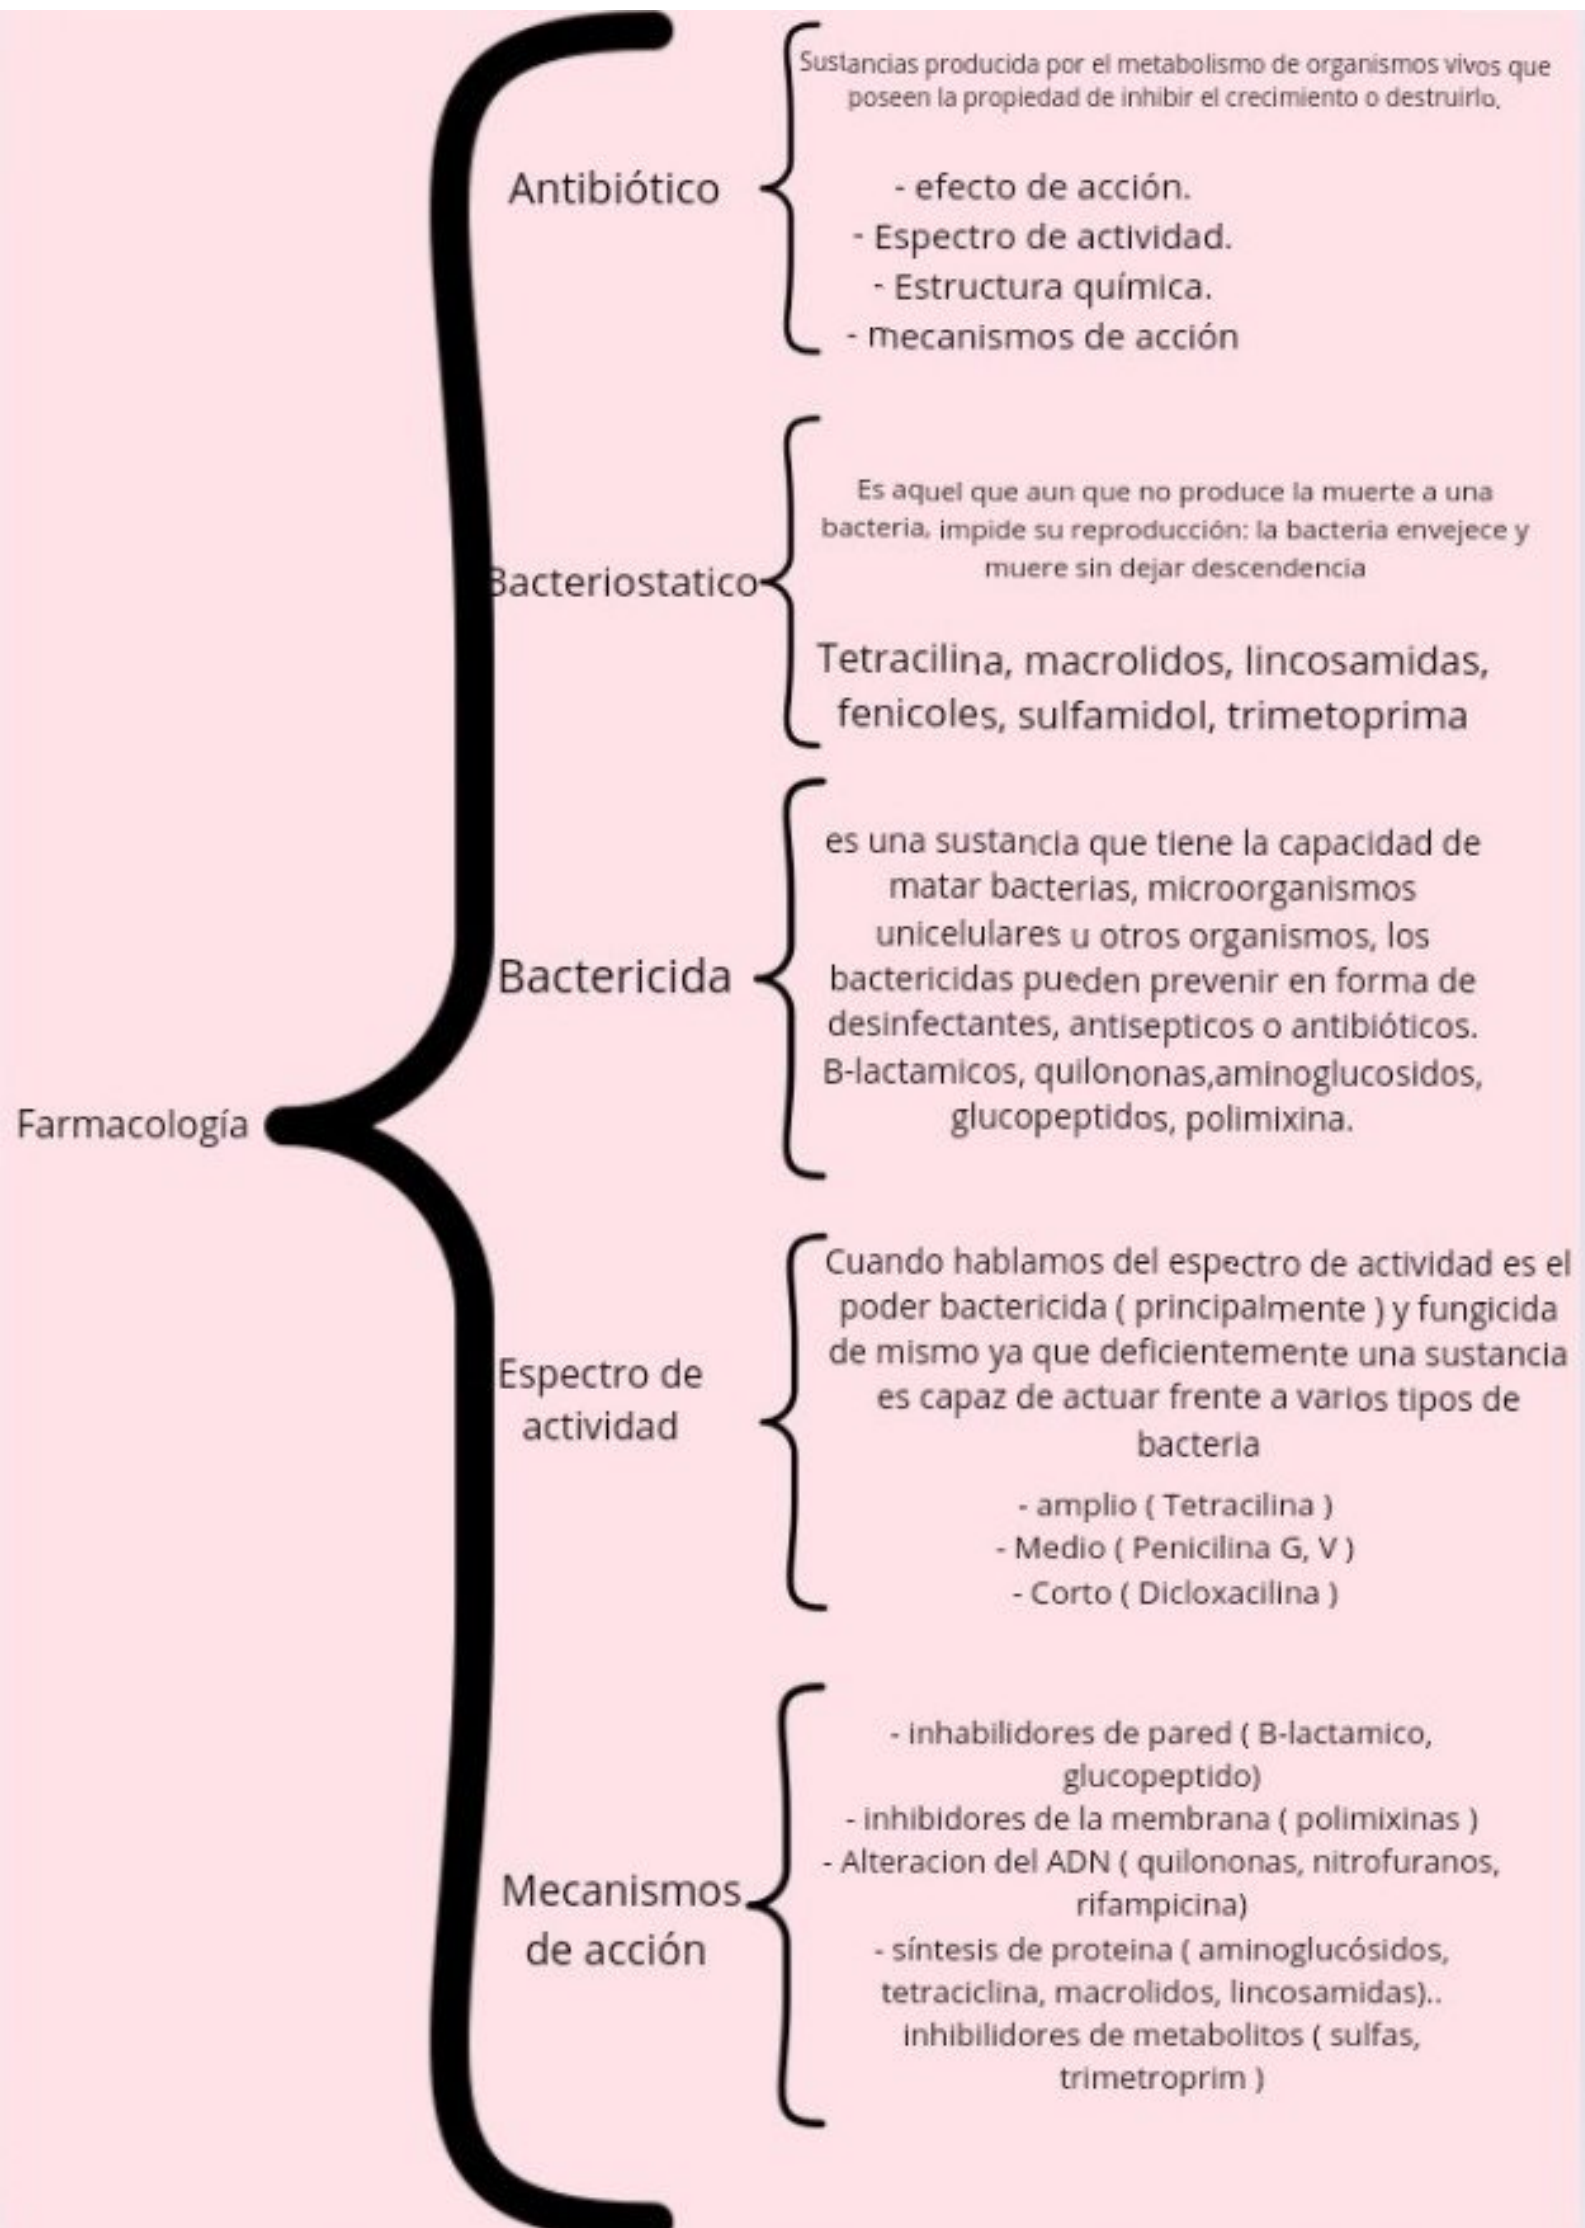 Farmacología
Antibiótico
Sustancias producida por el metabolismo de organismos vivos que
poseen la propiedad de inhibir el crecimiento o destruirlo.
- efecto de acción.
- Espectro de actividad.
- Estructura química.
- mecanismos de acción
Bacteriostatico
Es aquel que aun que no produce la muerte a una
bacteria, impide su reproducción: la bacteria envejece y
muere sin dejar descendencia
Tetracilina, macrolidos, lincosamidas,
fenicoles, sulfamidol, trimetoprima
Bactericida
es una sustancia que tiene la capacidad de
matar bacterias, microorganismos
unicelulares u otros organismos, los
bactericidas pueden prevenir en forma de
desinfectantes, antisepticos o antibióticos.
B-lactamicos, quilononas,aminoglucosidos,
glucopeptidos, polimixina.
Espectro de
actividad
Cuando hablamos del espectro de actividad es el
poder bactericida ( principalmente ) y fungicida
de mismo ya que deficientemente una sustancia
es capaz de actuar frente a varios tipos de
bacteria
- amplio ( Tetracilina )
- Medio ( Penicilina G, V )
- Corto ( Dicloxacilina )
Mecanismos
de acción
- inhabilidores de pared ( B-lactamico,
glucopeptido)
- inhibidores de la membrana ( polimixinas )
- Alteracion del ADN ( quilononas, nitrofuranos,
rifampicina)
- síntesis de proteina ( aminoglucósidos,
tetraciclina, macrolidos, lincosamidas)..
inhibilidores de metabolitos ( sulfas,
trimetroprim )